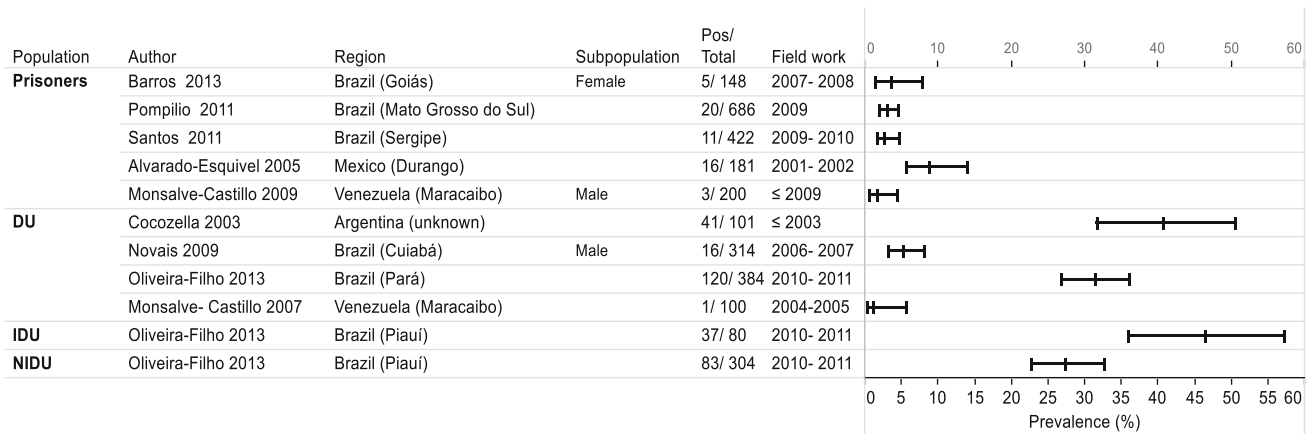 Pos/
Population Author Region Subpopulation Total Field work 0 10 20 30 40 50 60
Prisoners Barros 2013 Brazil (Goiás) Female 5/ 148 2007- 2008
Pompilio 2011 Brazil (Mato Grosso do Sul) 20/ 686 2009
Santos 2011 Brazil (Sergipe) 11/ 422 2009- 2010
Alvarado-Esquivel 2005 Mexico (Durango) 16/ 181 2001- 2002
Monsalve-Castillo 2009 Venezuela (Maracaibo) Male 3/ 200 ≤ 2009
DU Cocozella 2003 Argentina (unknown) 41/ 101 ≤ 2003
Novais 2009 Brazil (Cuiabá) Male 16/ 314 2006- 2007
Oliveira-Filho 2013 Brazil (Pará) 120/ 384 2010- 2011
Monsalve- Castillo 2007 Venezuela (Maracaibo) 1/ 100 2004-2005
IDU Oliveira-Filho 2013 Brazil (Piauí) 37/ 80 2010- 2011
NIDU Oliveira-Filho 2013 Brazil (Piauí) 83/ 304 2010- 2011
0 5 10 15 20 25 30 35 40 45 50 55 60
Prevalence (%)